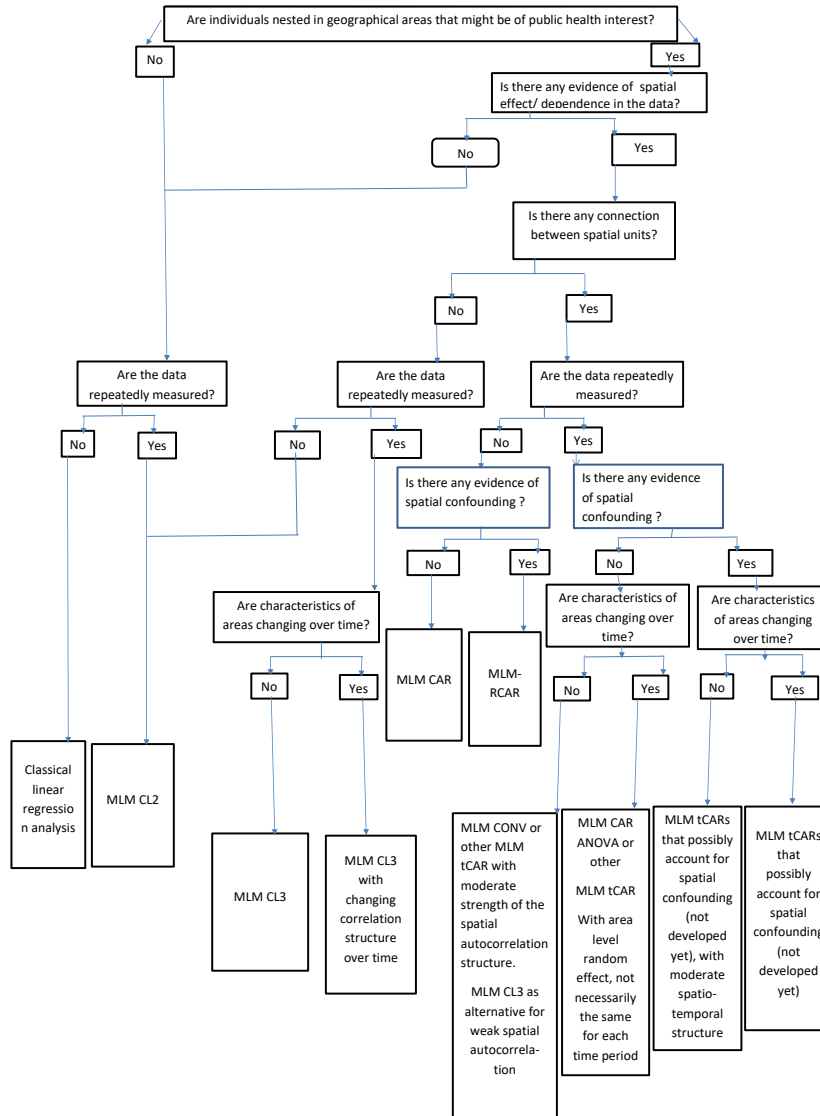 Are individuals nested in geographical areas that might be of public health interest?
No
Yes
Is there any evidence of spatial
effect/ dependence in the data?
No
Yes
Is there any connection
between spatial units?
No
Yes
Are the data
repeatedly measured?
Are the data
repeatedly measured?
Are the data repeatedly
measured?
No
Yes
No
Yes
No
Yes
Is there any evidence of
spatial confounding ?
Is there any evidence
of spatial
confounding ?
No
Yes
No
Yes
Are characteristics of
areas changing over time?
Are characteristics of
areas changing over
time?
Are characteristics
of areas changing
over time?
MLM CAR
MLM-
RCAR
No
Yes
No
Yes
No
Yes
Classical
linear
regressio
n analysis
MLM CL2
MLM CL3
MLM CL3
with
changing
correlation
structure over
time
MLM CONV or
other MLM
tCAR with
moderate
strength of the
spatial
autocorrelation
structure.
MLM CL3 as
alternative for
weak spatial
autocorrela-
tion
MLM CAR
ANOVA or
other
MLM tCAR
With area
level
random
effect, not
necessarily
the same
for each
time period
MLM tCARs
that possibly
account for
spatial
confounding
(not
developed
yet), with
moderate
spatio-
temporal
structure
MLM tCARs
that
possibly
account for
spatial
confounding
(not
developed
yet)